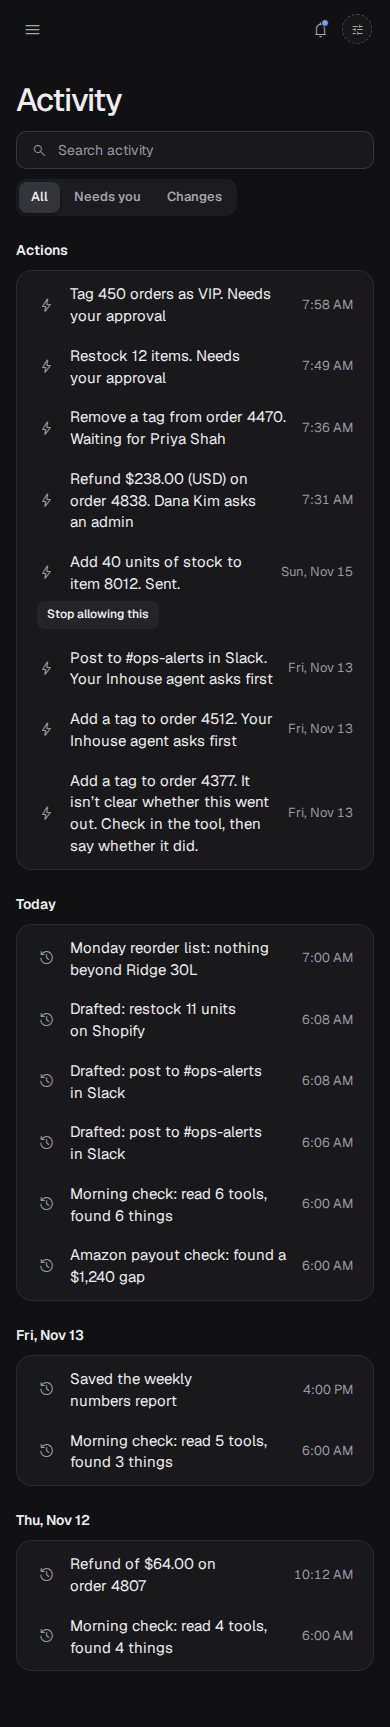 Activity
Search activity
All
Needs you
Changes
Actions
Tag 450 orders as VIP. Needs
your approval
7:58 AM
Restock 12 items. Needs
your approval
7:49 AM
Remove a tag from order 4470.
Waiting for Priya Shah
7:36 AM
Refund $238.00 (USD) on
order 4838. Dana Kim asks
an admin
7:31 AM
Add 40 units of stock to
item 8012. Sent.
Sun, Nov 15
Stop allowing this
Post to #ops-alerts in Slack.
Your Inhouse agent asks first
Fri, Nov 13
Add a tag to order 4512. Your
Inhouse agent asks first
Fri, Nov 13
Add a tag to order 4377. It
isn't clear whether this went
out. Check in the tool, then
say whether it did.
Fri, Nov 13
Today
Monday reorder list: nothing
beyond Ridge 30L
7:00 AM
Drafted: restock 11 units
on Shopify
6:08 AM
Drafted: post to #ops-alerts
in Slack
6:08 AM
Drafted: post to #ops-alerts
in Slack
6:06 AM
Morning check: read 6 tools,
found 6 things
6:00 AM
Amazon payout check: found a
$1,240 gap
6:00 AM
Fri, Nov 13
Saved the weekly
numbers report
4:00 PM
Morning check: read 5 tools,
found 3 things
6:00 AM
Thu, Nov 12
Refund of $64.00 on
order 4807
10:12 AM
Morning check: read 4 tools,
found 4 things
6:00 AM